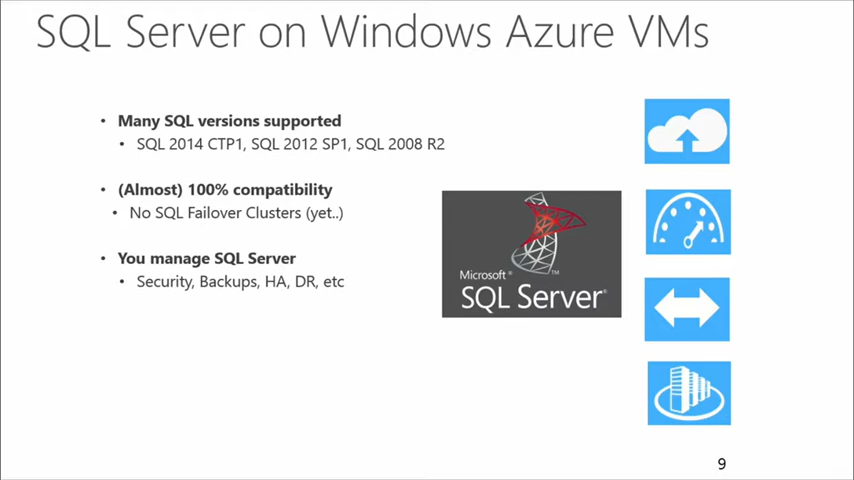 SQL Server on Windows Azure VMs
• Many SQL versions supported
• SQL 2014 CTP1, SQL 2012 SP1, SQL 2008 R2
• (Almost) 100% compatibility
• No SQL Failover Clusters (yet..)
• You manage SQL Server
• Security, Backups, HA, DR, etc
™
Microsoft®
SQL Server®
9